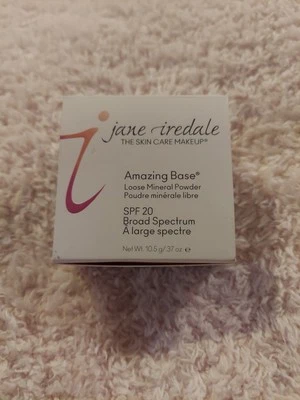 jane iredale
THE SKIN CARE MAKEUP®
Amazing Base®
Loose Mineral Powder
Poudre minérale libre
SPF 20
Broad Spectrum
À large spectre
Net Wt. 10.5 g/.37 oz ℮